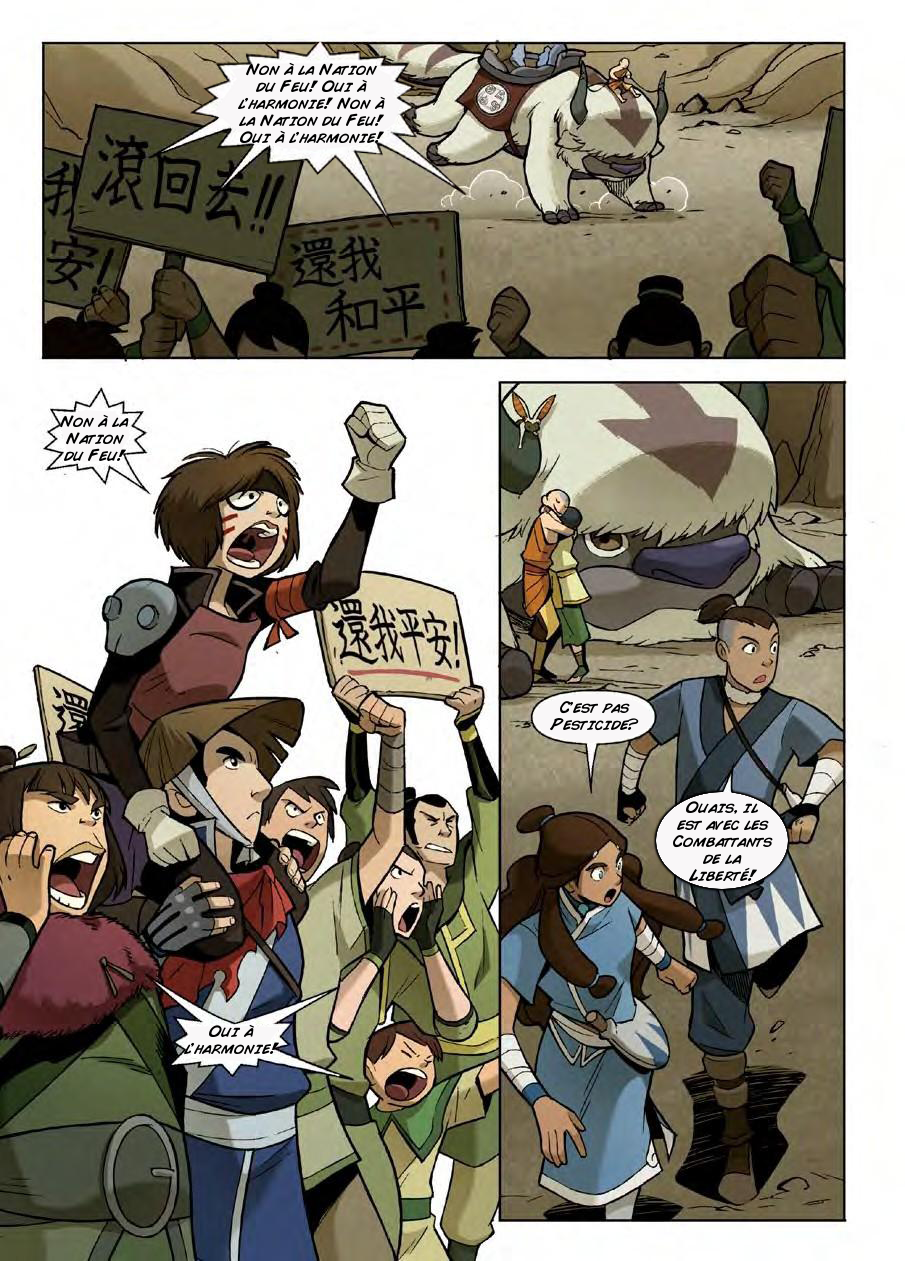 NON À LA NATION
DU FEU! OUI À
L'HARMONIE! NON À
LA NATION DU FEU!
OUI À L'HARMONIE!
我
安!
滾回去!!
還我
和平
NON À LA
NATION
DU FEU!
還我平安!
還
OUI À
L'HARMONIE!
C'EST PAS
PESTICIDE?
OUAIS, IL
EST AVEC LES
COMBATTANTS
DE LA
LIBERTÉ!